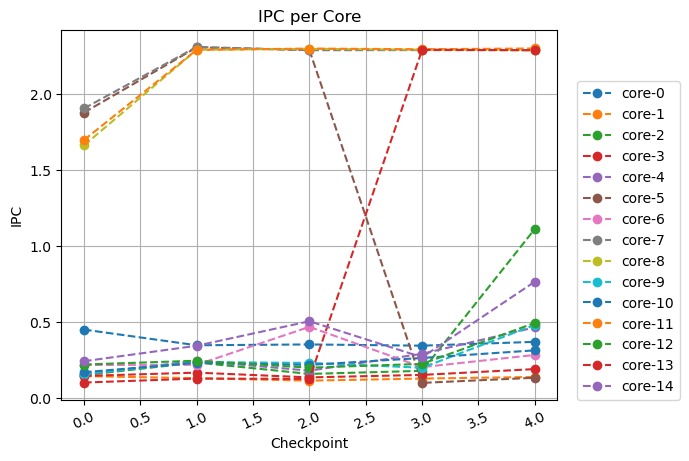 IPC per Core
IPC
2.0
1.5
1.0
0.5
0.0
0.0
0.5
1.0
1.5
2.0
2.5
3.0
3.5
4.0
Checkpoint
core-0
core-1
core-2
core-3
core-4
core-5
core-6
core-7
core-8
core-9
core-10
core-11
core-12
core-13
core-14